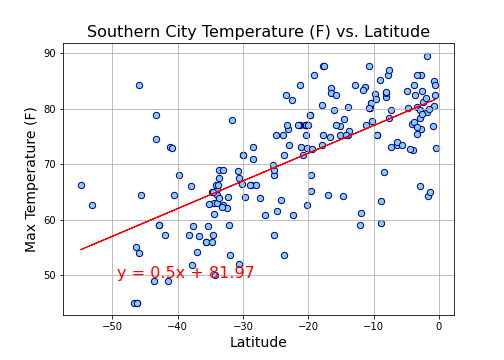 Southern City Temperature (F) vs. Latitude
90
80
70
60
50
Max Temperature (F)
y = 0.5x + 81.97
−50 −40 −30 −20 −10 0
Latitude